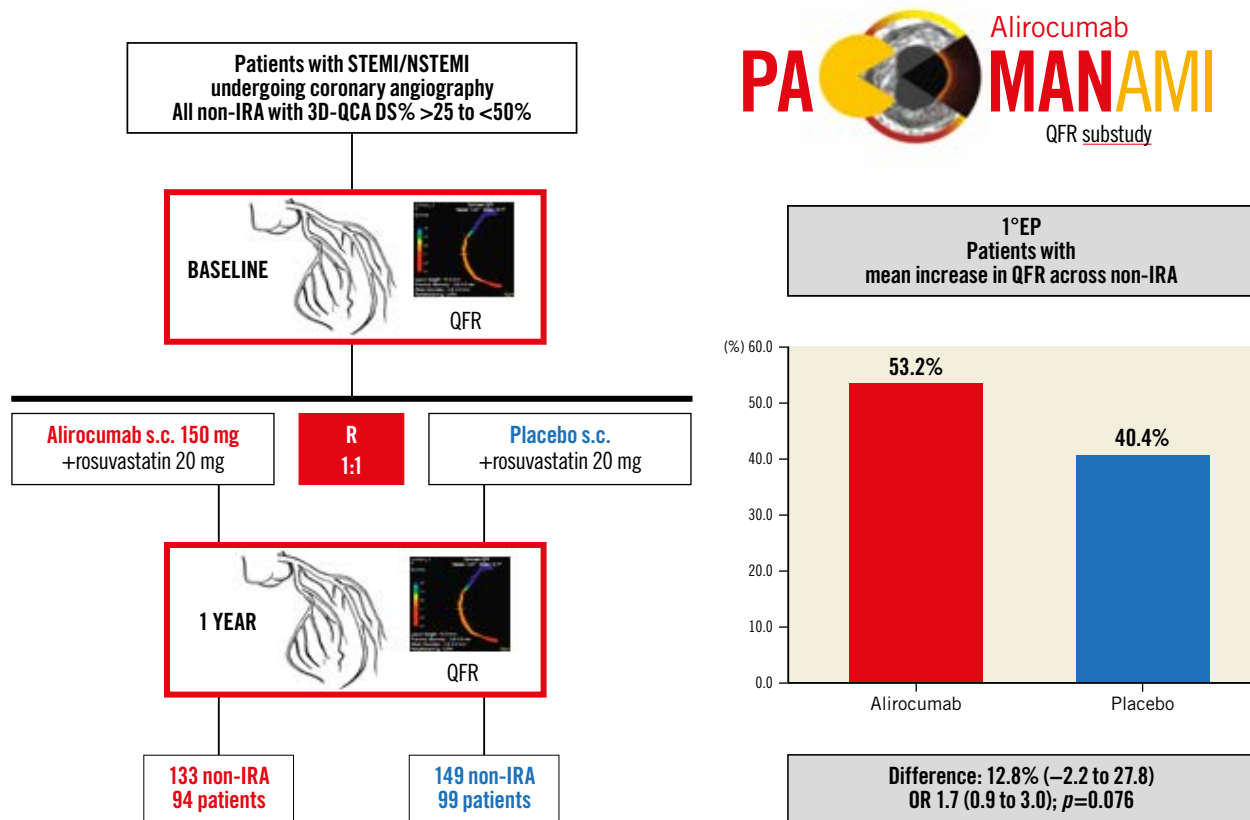 Patients with STEMI/NSTEMI
undergoing coronary angiography
All non-IRA with 3D-QCA DS% >25 to <50%
BASELINE
QFR
Alirocumab s.c. 150 mg
+rosuvastatin 20 mg
R
1:1
Placebo s.c.
+rosuvastatin 20 mg
1 YEAR
QFR
133 non-IRA
94 patients
149 non-IRA
99 patients
Alirocumab
PA MANAMI
QFR substudy
1°EP
Patients with
mean increase in QFR across non-IRA
(%) 60.0
50.0
40.0
30.0
20.0
10.0
0.0
53.2%
40.4%
Alirocumab
Placebo
Difference: 12.8% (–2.2 to 27.8)
OR 1.7 (0.9 to 3.0); p=0.076